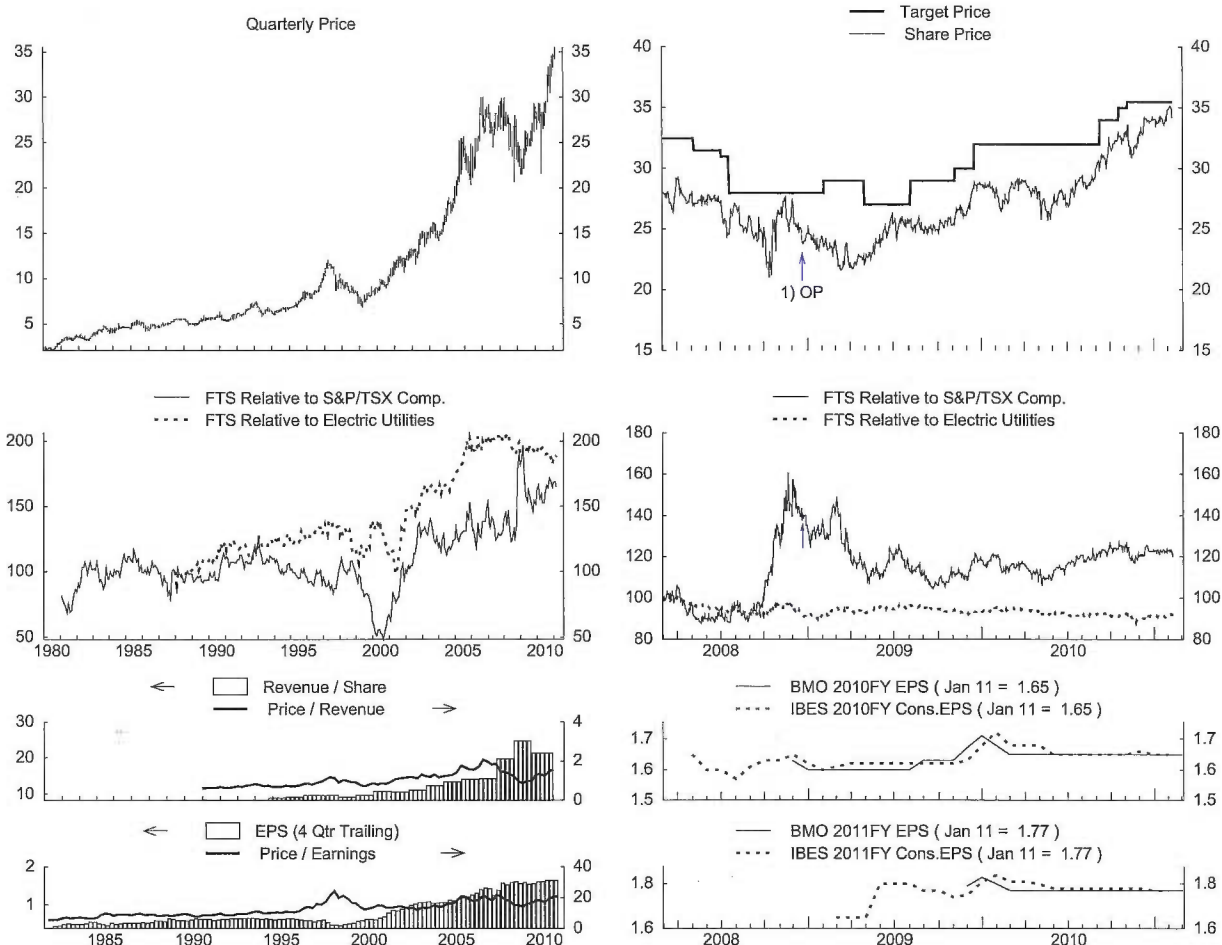 Quarterly Price
35 35
30 30
25 25
20 20
15 15
10 10
5 5
Target Price
Share Price
40 40
35 35
30 30
25 25
20 20
15 15
1) OP
FTS Relative to S&P/TSX Comp.
FTS Relative to Electric Utilities
200 200
150 150
100 100
50 50
1980 1985 1990 1995 2000 2005 2010
FTS Relative to S&P/TSX Comp.
FTS Relative to Electric Utilities
180 180
160 160
140 140
120 120
100 100
80 80
2008 2009 2010
Revenue / Share
Price / Revenue
30 4
20 2
10 0
BMO 2010FY EPS ( Jan 11 = 1.65 )
IBES 2010FY Cons.EPS ( Jan 11 = 1.65 )
1.7 1.7
1.6 1.6
1.5 1.5
EPS (4 Qtr Trailing)
Price / Earnings
2 40
1 20
0
1985 1990 1995 2000 2005 2010
BMO 2011FY EPS ( Jan 11 = 1.77 )
IBES 2011FY Cons.EPS ( Jan 11 = 1.77 )
1.8 1.8
1.6 1.6
2008 2009 2010